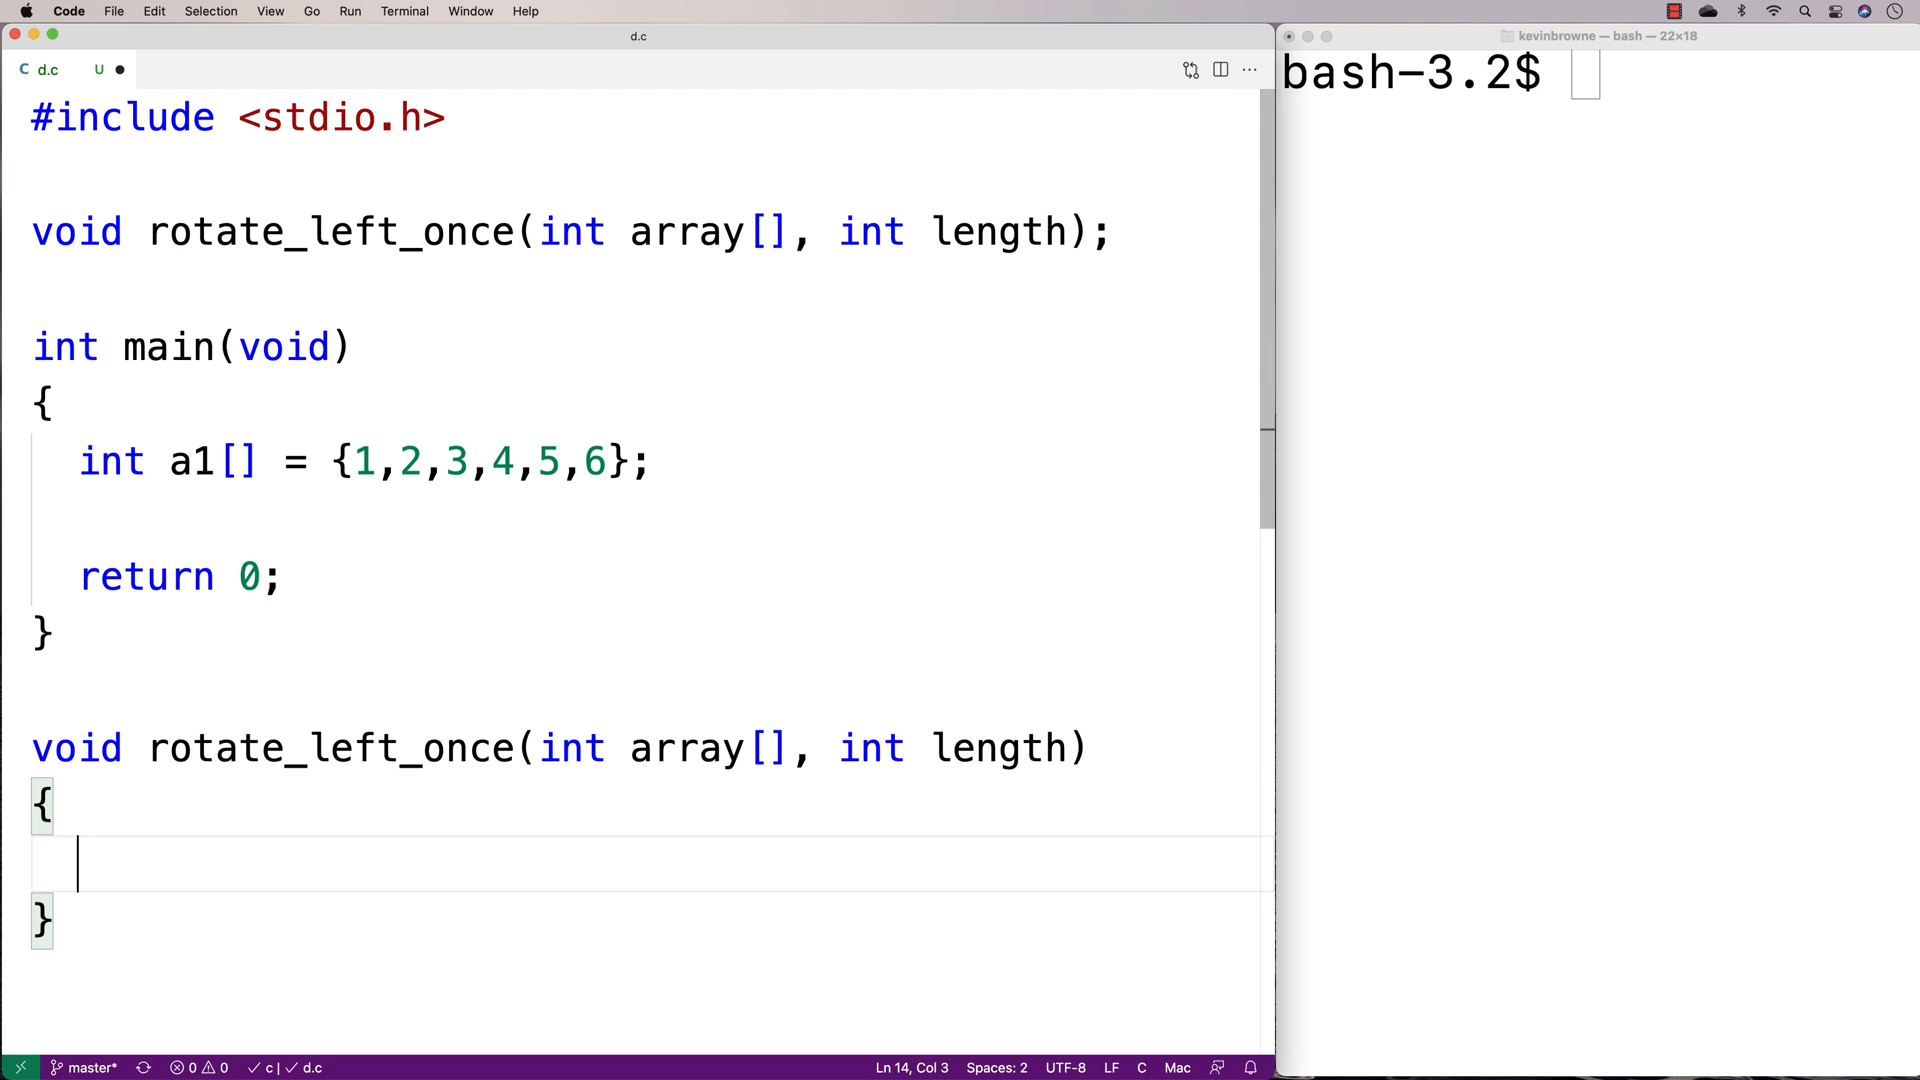 Code File Edit Selection View Go Run Terminal Window Help
d.c
C d.c U
#include <stdio.h>
void rotate_left_once(int array[], int length);
int main(void)
{
int a1[] = {1,2,3,4,5,6};
return 0;
}
void rotate_left_once(int array[], int length)
{
}
master* 0 0 c | d.c Ln 14, Col 3 Spaces: 2 UTF-8 LF C Mac
kevinbrowne — bash — 22×18
bash-3.2$